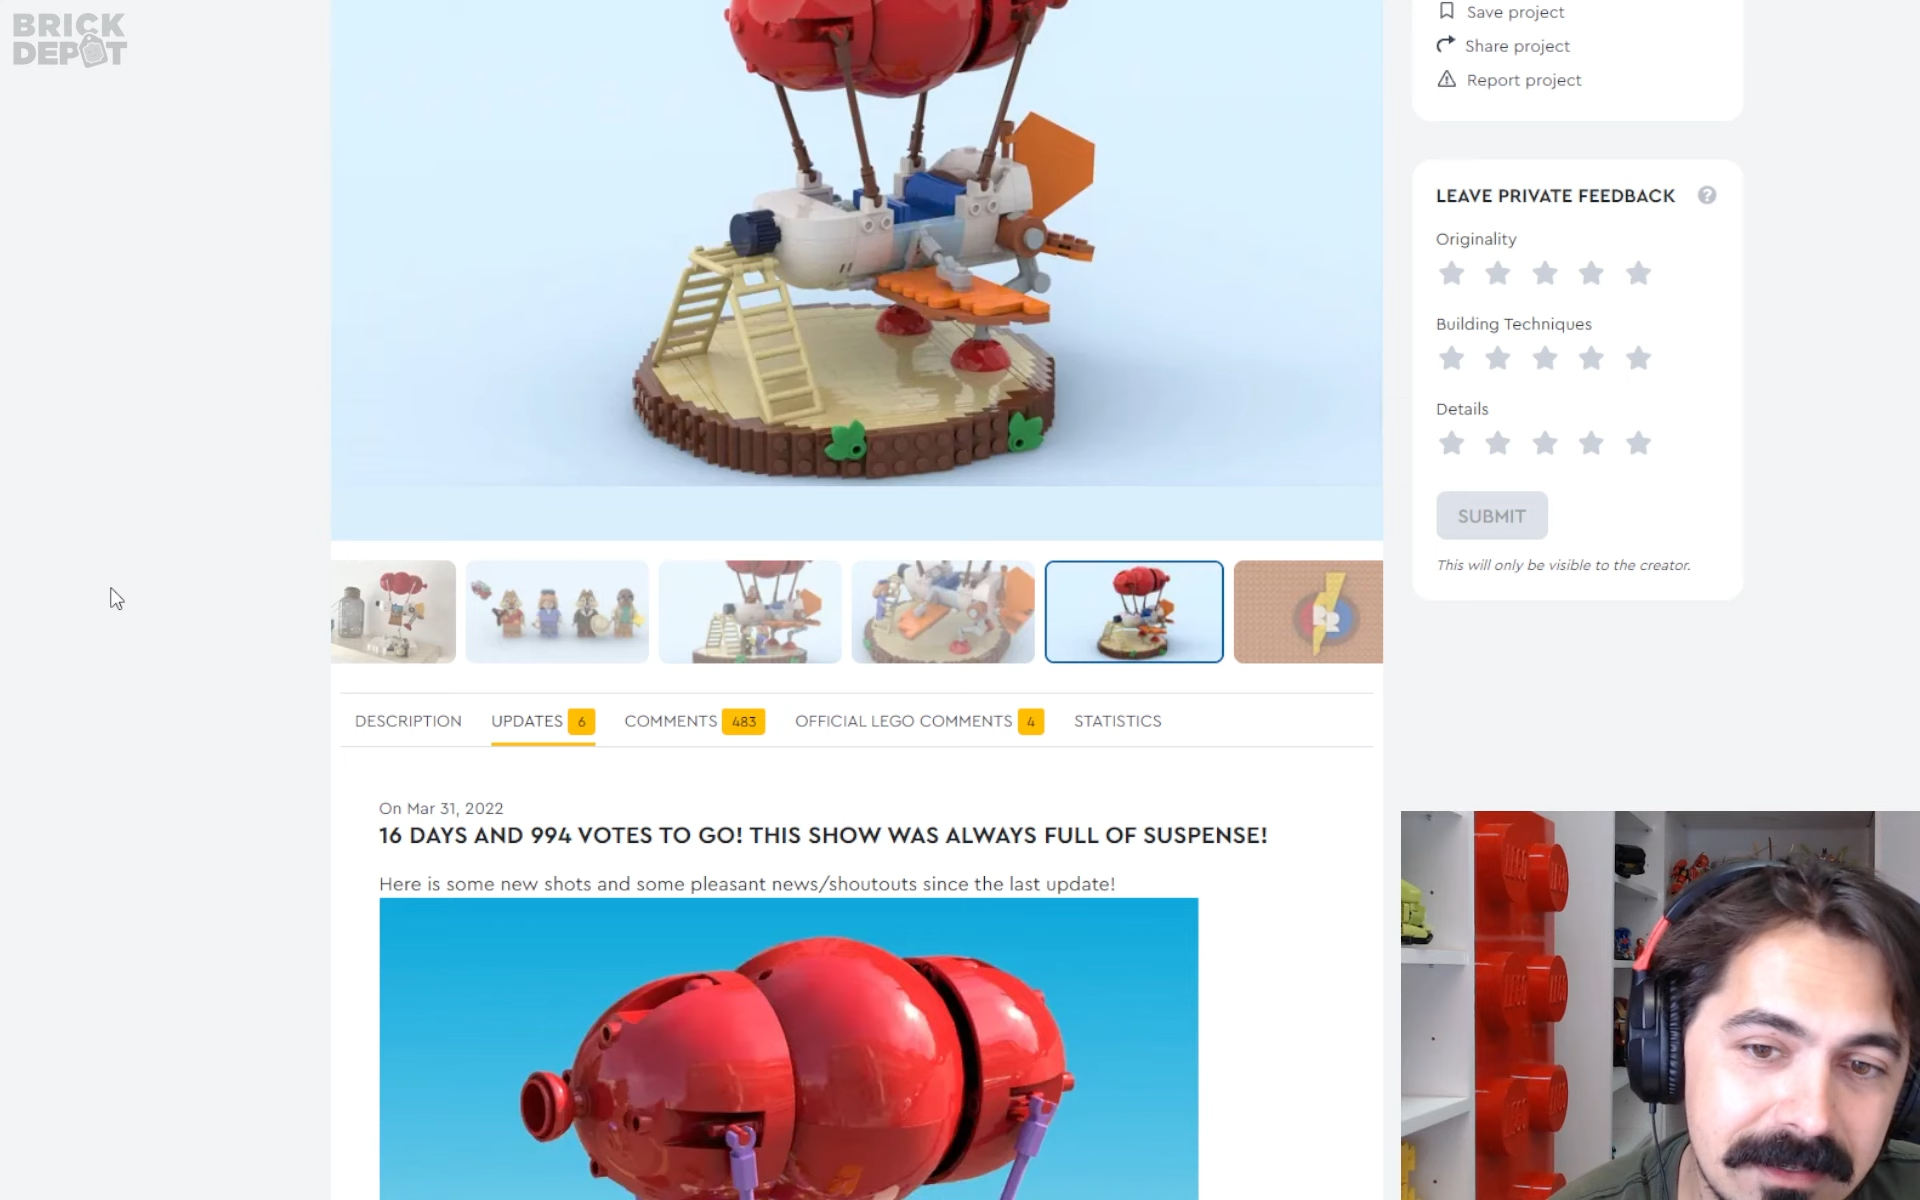 BRICK
DEPOT
Save project
Share project
Report project
LEAVE PRIVATE FEEDBACK ?
Originality
Building Techniques
Details
SUBMIT
This will only be visible to the creator.
DESCRIPTION UPDATES 6 COMMENTS 483 OFFICIAL LEGO COMMENTS 4 STATISTICS
On Mar 31, 2022
16 DAYS AND 994 VOTES TO GO! THIS SHOW WAS ALWAYS FULL OF SUSPENSE!
Here is some new shots and some pleasant news/shoutouts since the last update!